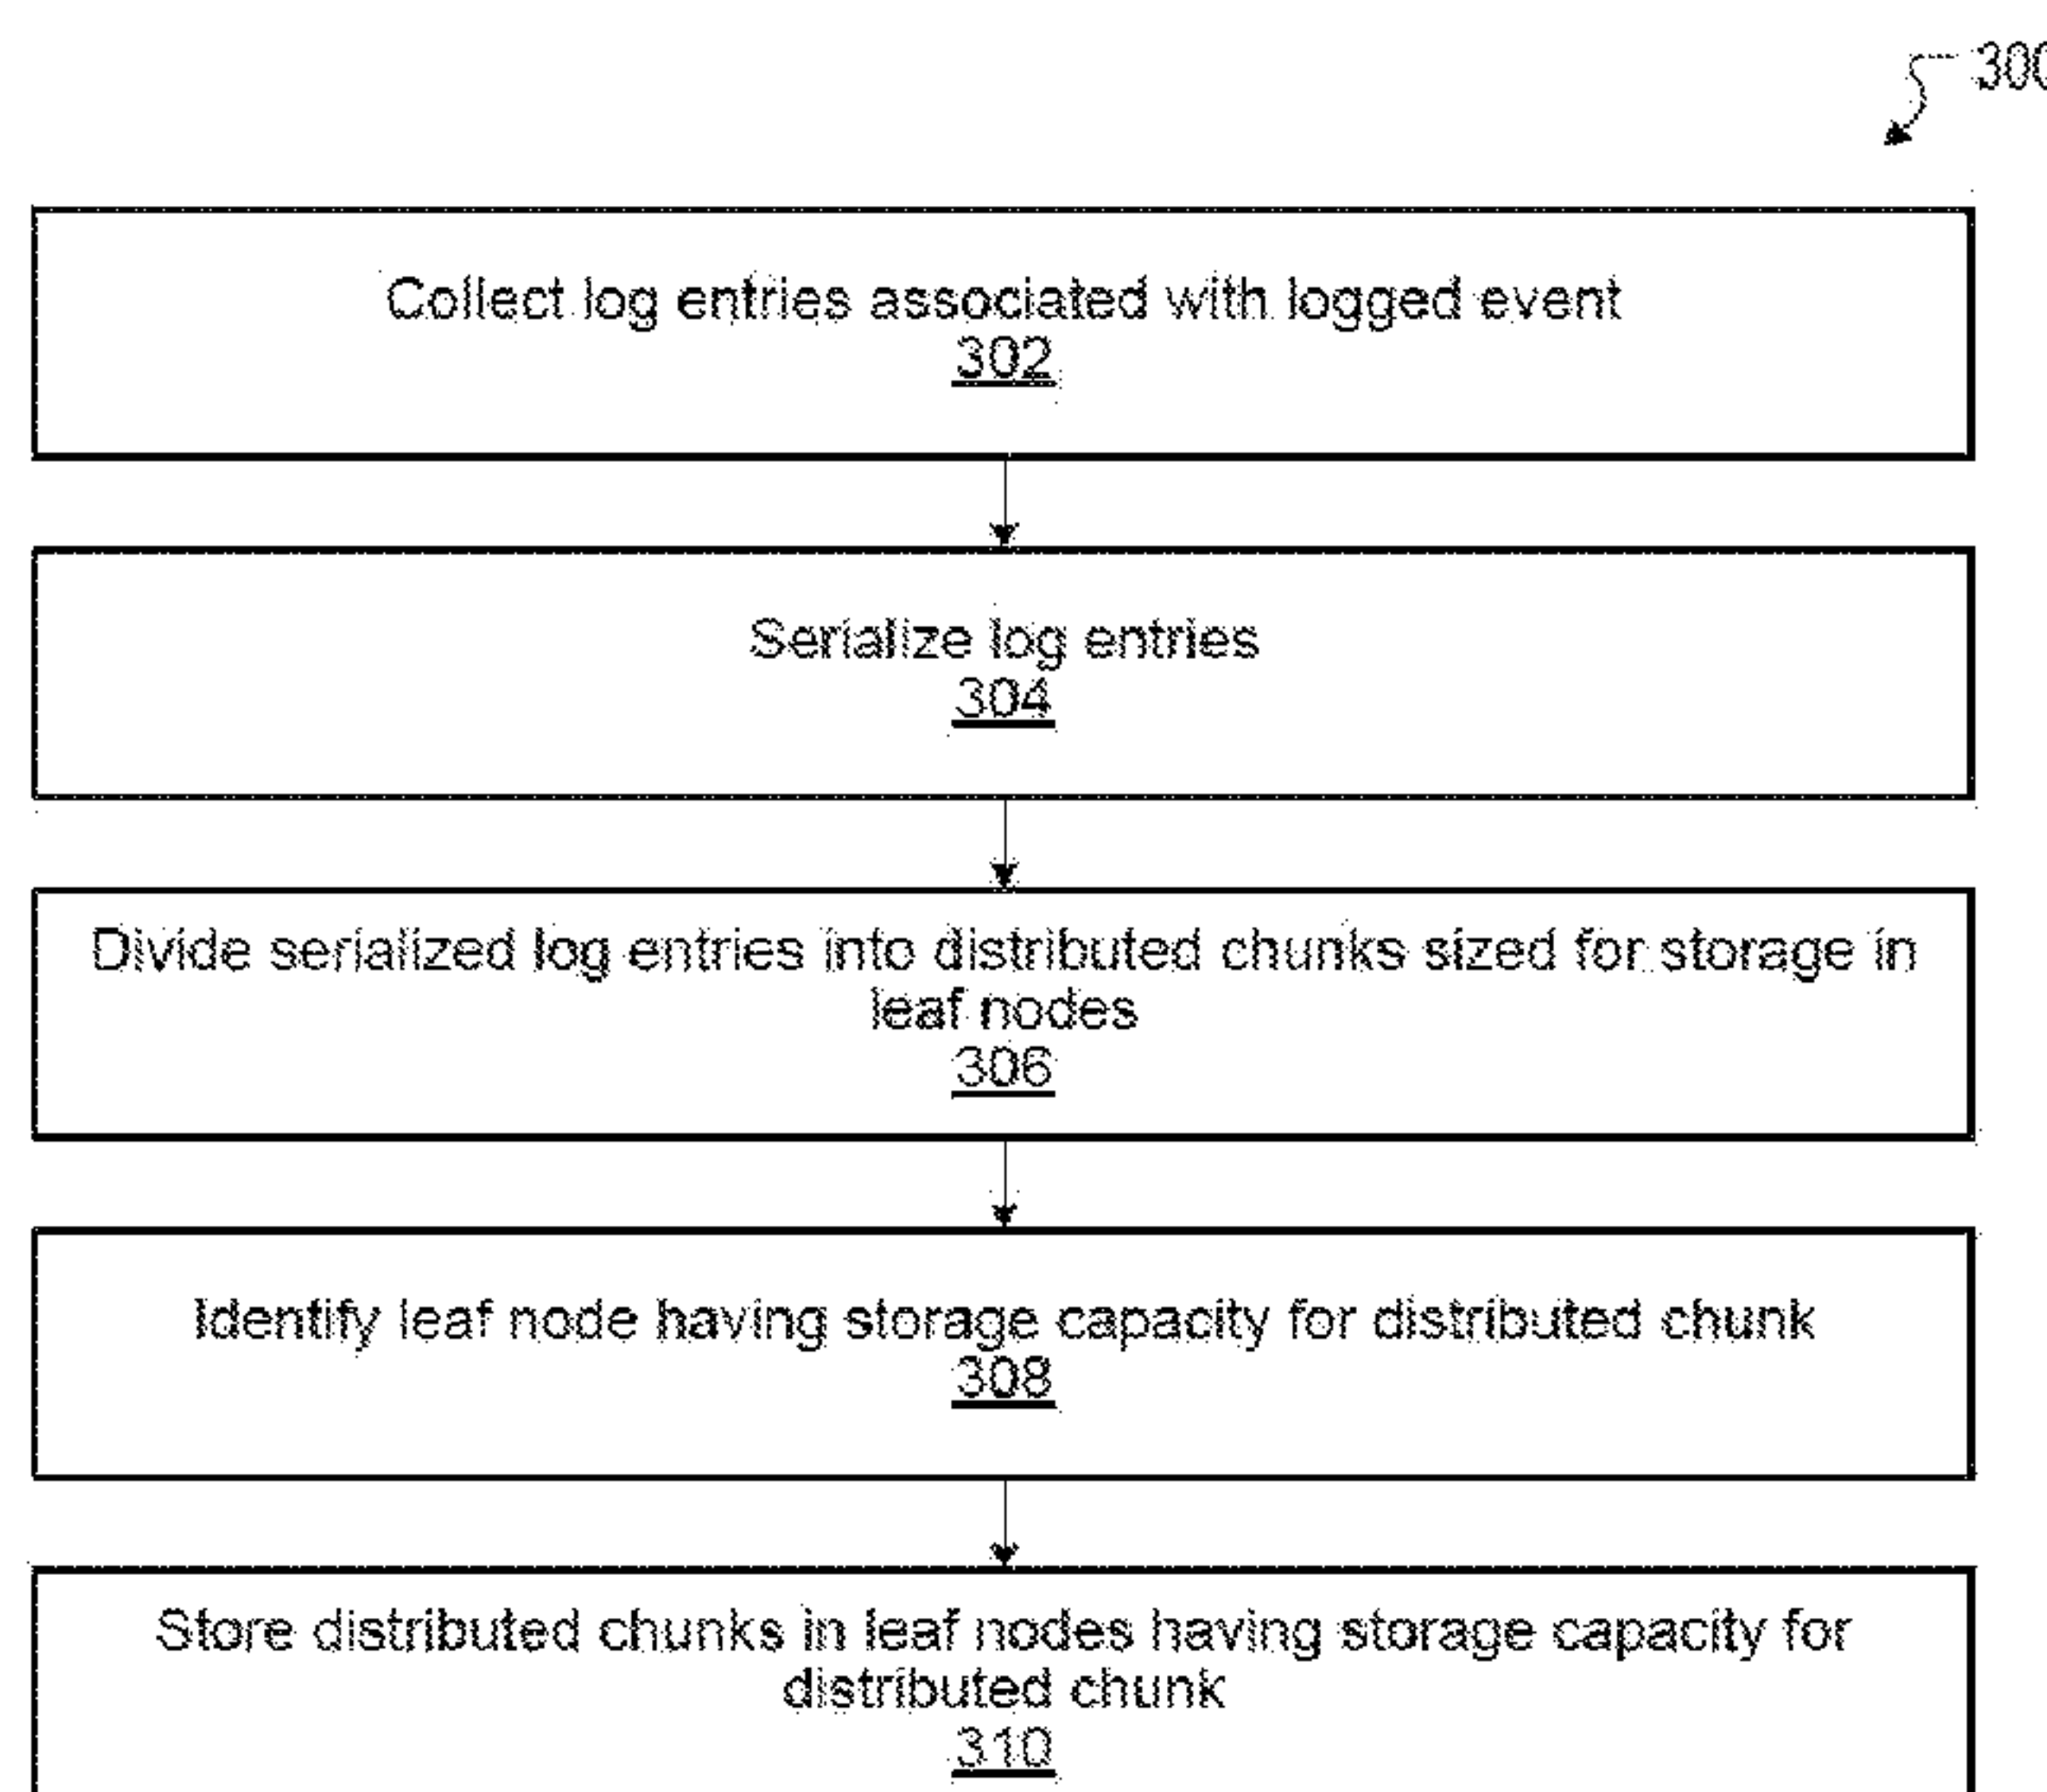 300
Collect log entries associated with logged event
302
Serialize log entries
304
Divide serialized log entries into distributed chunks sized for storage in
leaf nodes
306
Identify leaf node having storage capacity for distributed chunk
308
Store distributed chunks in leaf nodes having storage capacity for
distributed chunk
310